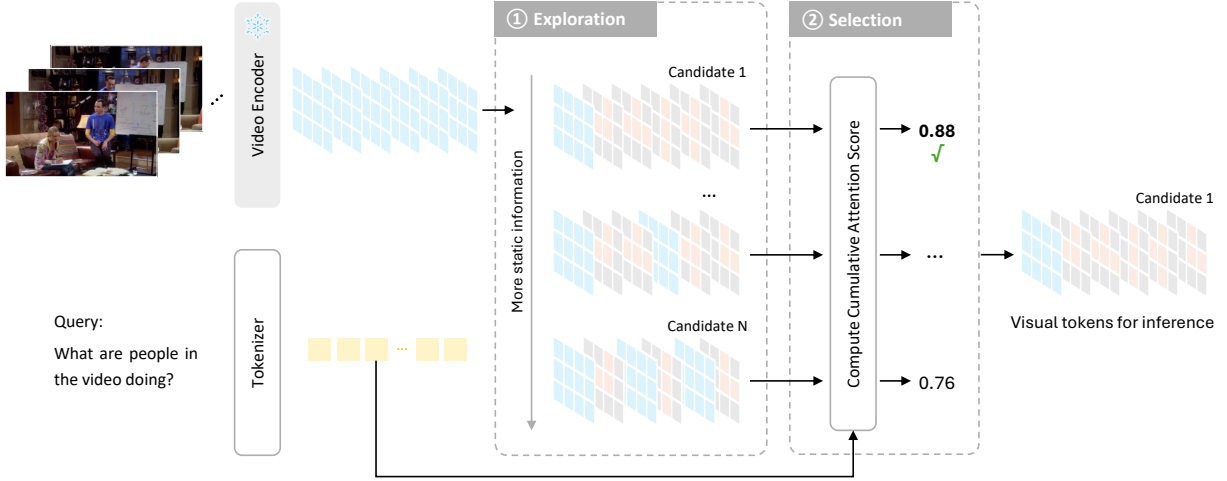 ① Exploration
② Selection
Video Encoder
Candidate 1
...
0.88
√
More static information
...
Compute Cumulative Attention Score
...
Candidate 1
Visual tokens for inference
Query:
What are people in
the video doing?
Tokenizer
...
Candidate N
0.76